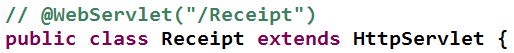 // @WebServlet("/Receipt")
public class Receipt extends HttpServlet {